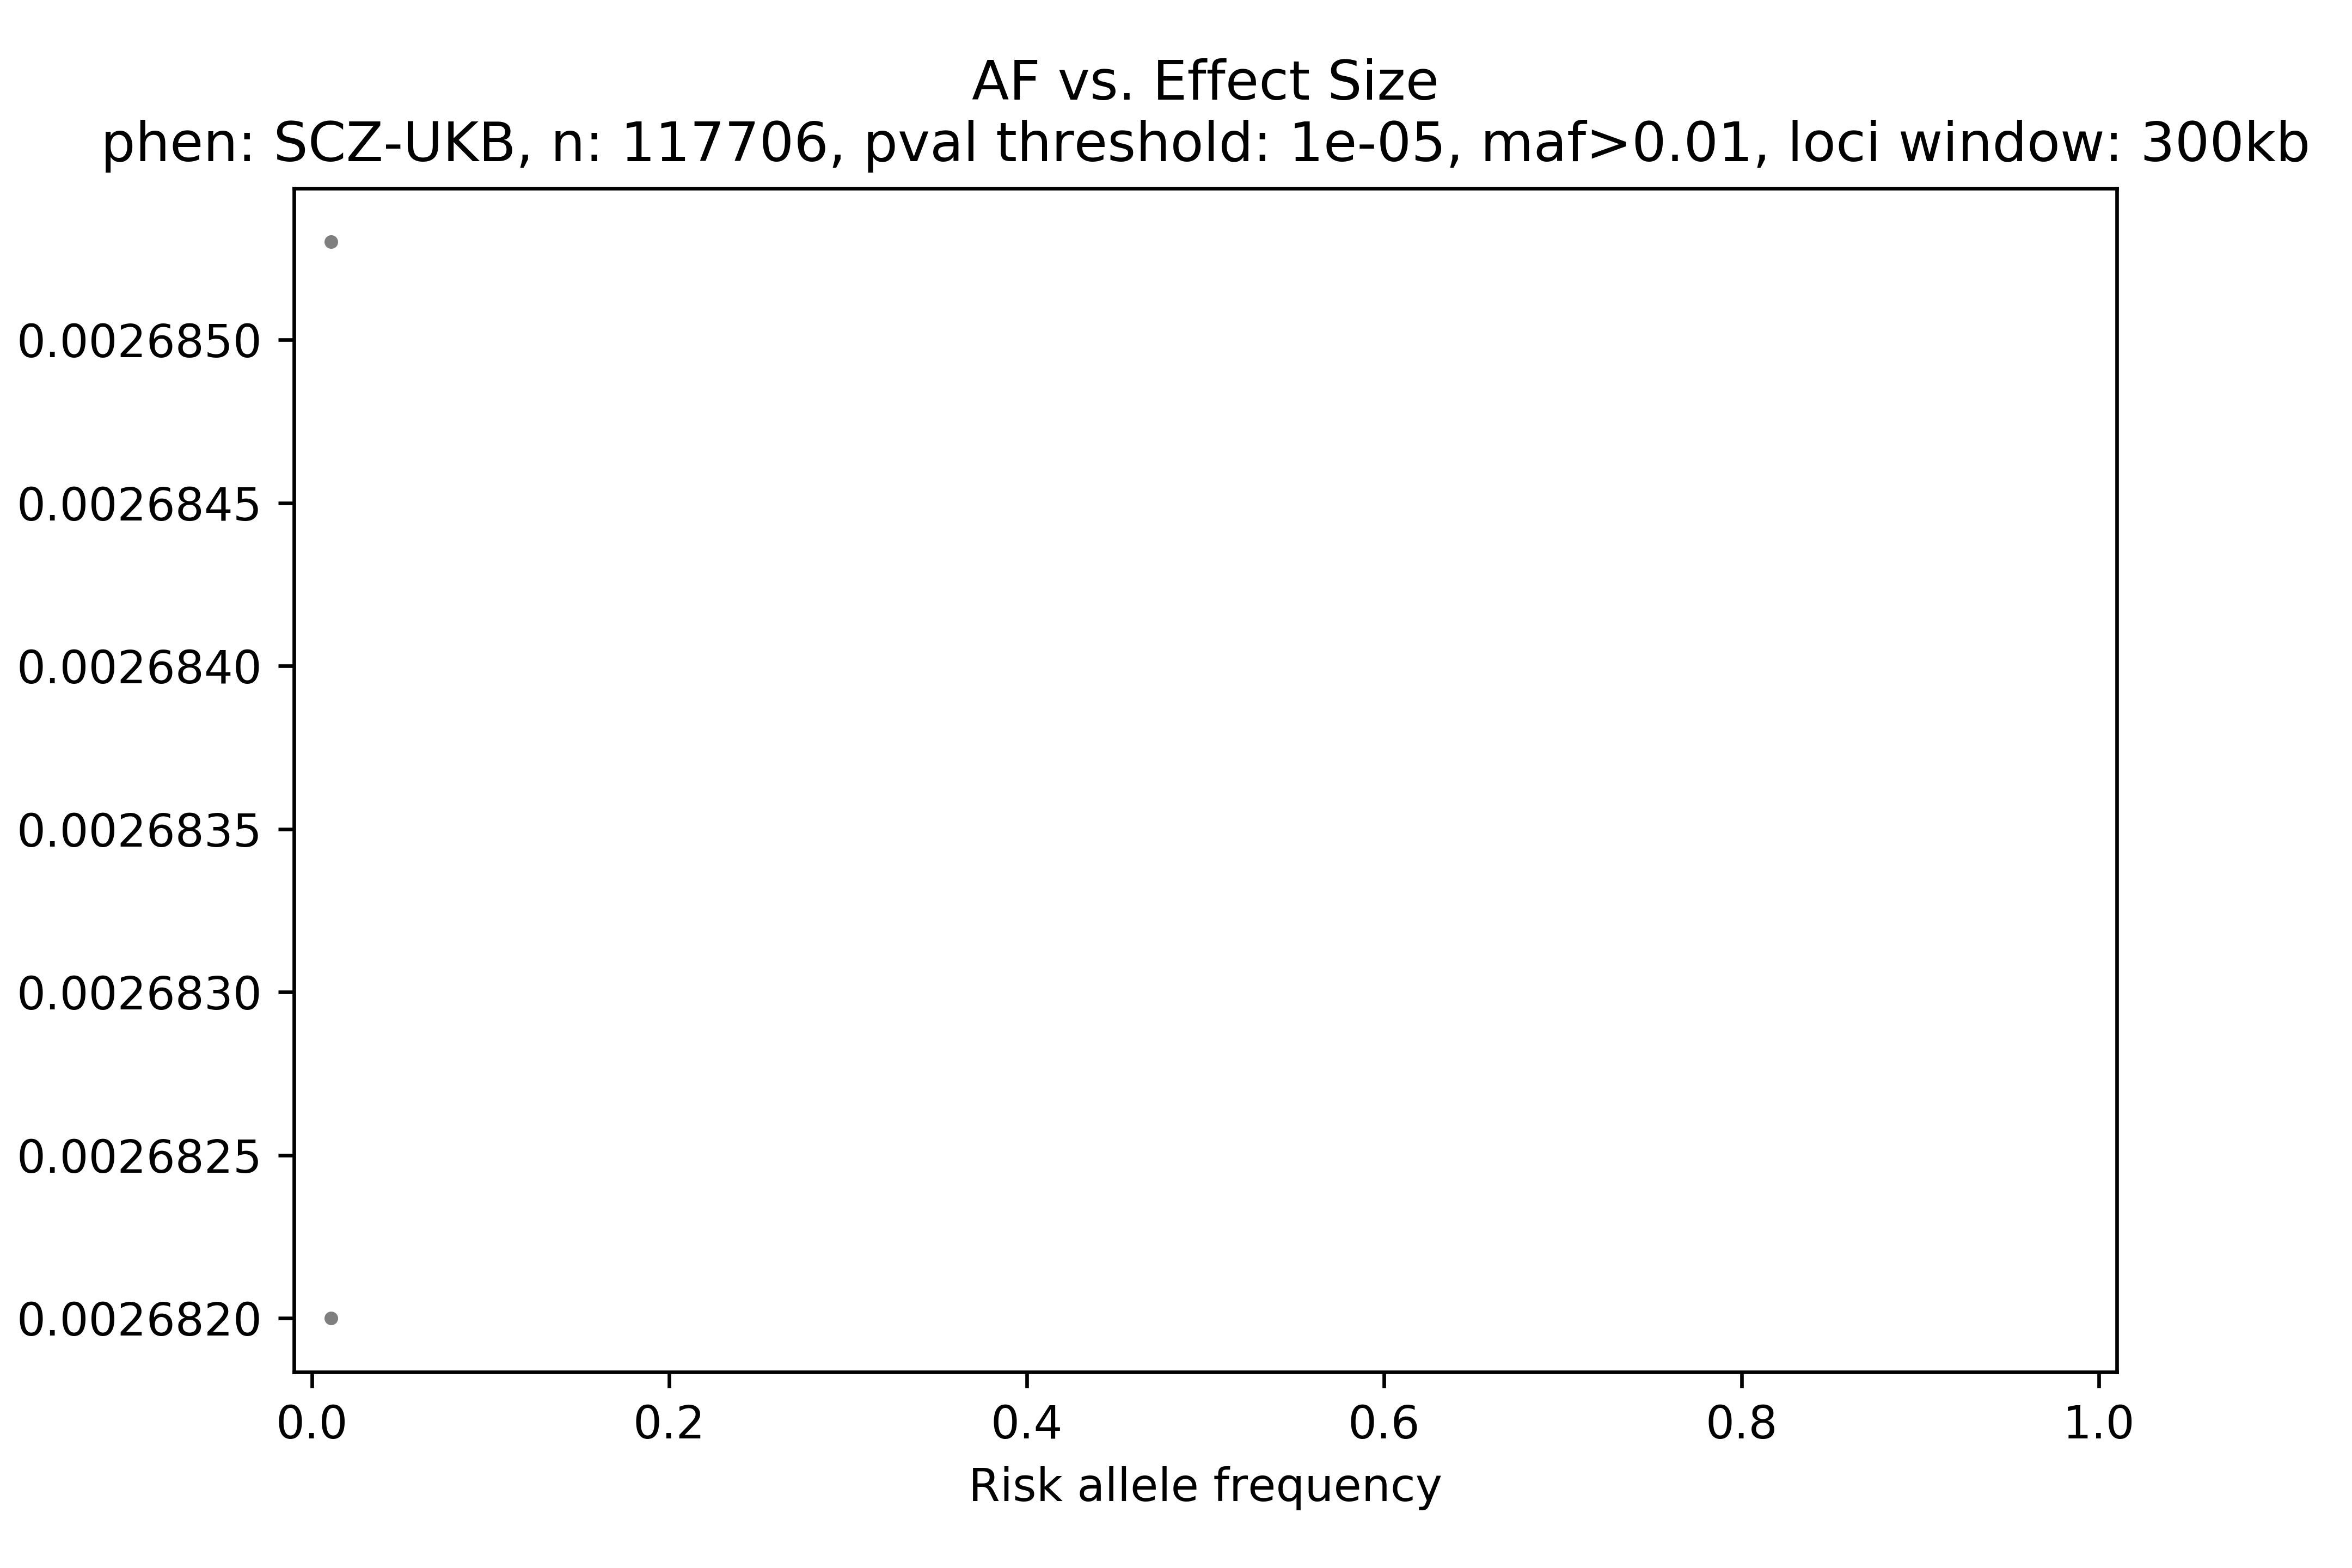 AF vs. Effect Size
phen: SCZ-UKB, n: 117706, pval threshold: 1e-05, maf>0.01, loci window: 300kb
0.0026850
0.0026845
0.0026840
0.0026835
0.0026830
0.0026825
0.0026820
0.0 0.2 0.4 0.6 0.8 1.0
Risk allele frequency